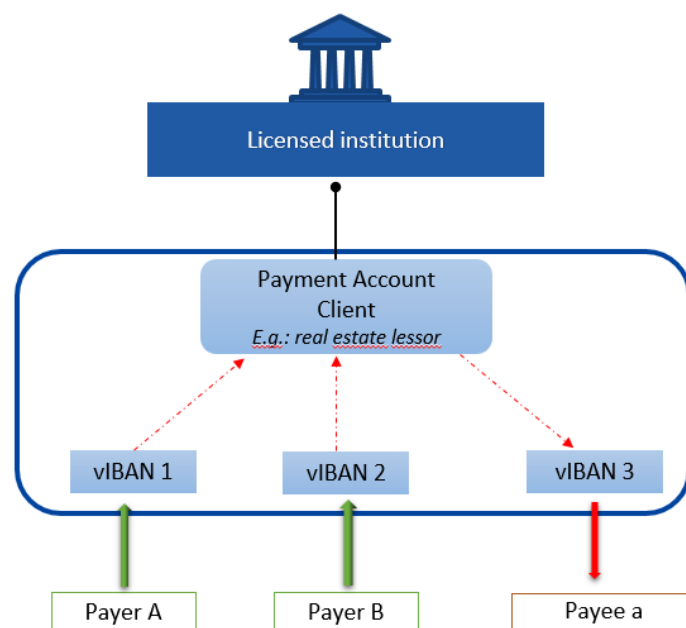 Licensed institution
Payment Account
Client
E.g.: real estate lessor
vIBAN 1
vIBAN 2
vIBAN 3
Payer A
Payer B
Payee a